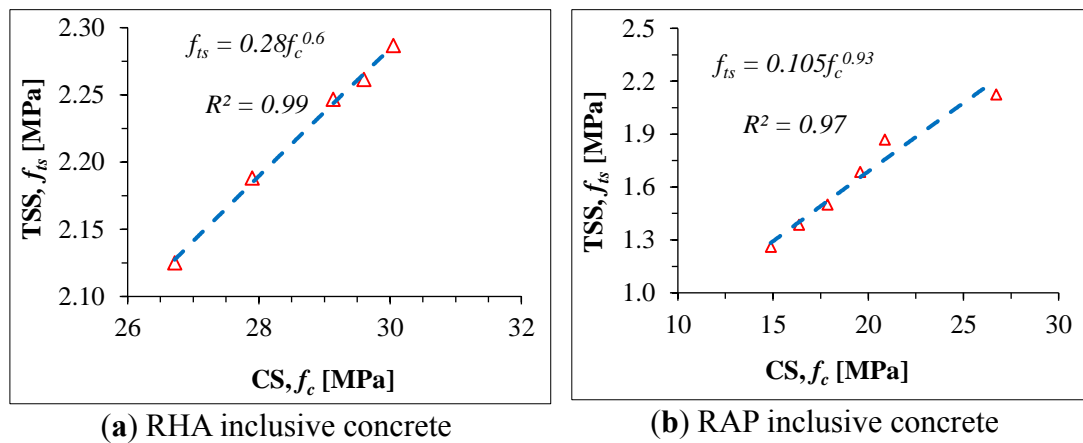 2.30
2.25
2.20
2.15
2.10
TSS, f_ts [MPa]
f_ts = 0.28f_c^0.6
R² = 0.99
26 28 30 32
CS, f_c [MPa]
(a) RHA inclusive concrete
2.5
2.2
1.9
1.6
1.3
1.0
TSS, f_ts [MPa]
f_ts = 0.105f_c^0.93
R² = 0.97
10 15 20 25 30
CS, f_c [MPa]
(b) RAP inclusive concrete